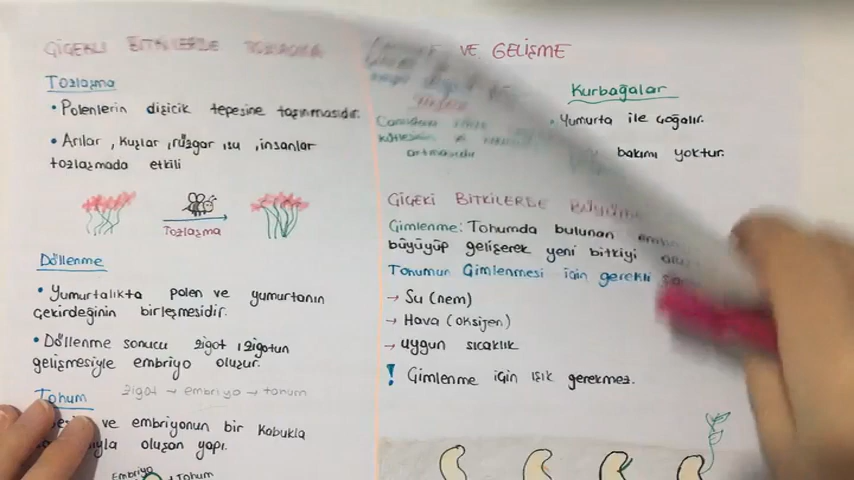 ÇİÇEKLİ BİTKİLERDE TOZLAŞMA
Tozlaşma
• Polenlerin dişicik tepesine taşınmasıdır.
• Arılar, kuşlar, rüzgar, su, insanlar
tozlaşmada etkili
Tozlaşma
Döllenme
• Yumurtalıkta polen ve yumurtanın
çekirdeğinin birleşmesidir.
• Döllenme sonucu zigot, zigotun
gelişmesiyle embriyo oluşur.
Tohum
zigot → embriyo → tohum
ve embriyonun bir kabukla
oluşan yapı.
Embriyo
Tohum
VE GELİŞME
artmasıdır
Kurbağalar
• Yumurta ile çoğalır.
bakımı yoktur.
ÇİÇEKİ BİTKİLERDE BÜYÜME
Çimlenme: Tohumda bulunan
büyüyüp gelişerek yeni bitkiyi
Tohumun Çimlenmesi için gerekli
→ Su (nem)
→ Hava (oksijen)
→ uygun sıcaklık
! Çimlenme için ışık gerekmez.